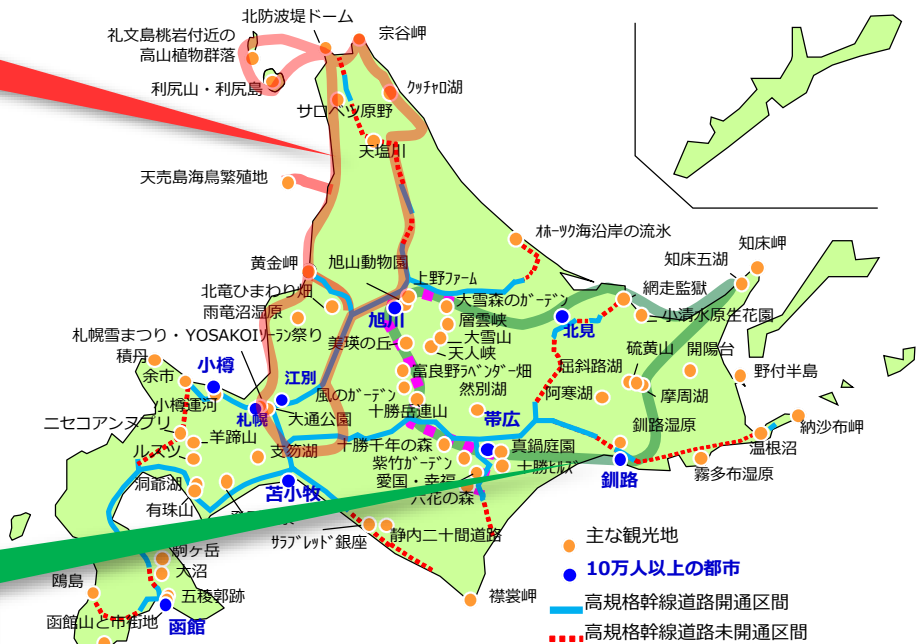 北防波堤ドーム
宗谷岬
礼文島桃岩付近の
高山植物群落
利尻山・利尻島
クッチャロ湖
サロベツ原野
天塩川
天売島海鳥繁殖地
オホーツク海沿岸の流氷
知床岬
知床五湖
黄金岬
旭山動物園
上野ファーム
網走監獄
北竜ひまわり畑
大雪森のガーデン
雨竜沼湿原
旭川
層雲峡
北見
小清水原生花園
札幌雪まつり・YOSAKOIソーラン祭り
美瑛の丘
大雪山
天人峡
硫黄山
開陽台
積丹
小樽
余市
江別
富良野ラベンダー畑
屈斜路湖
野付半島
小樽運河
風のガーデン
然別湖
阿寒湖
摩周湖
ニセコアンヌプリ
札幌
大通公園
十勝岳連山
帯広
釧路湿原
納沙布岬
羊蹄山
支笏湖
十勝千年の森
真鍋庭園
温根沼
ルスツ
紫竹ガーデン
十勝ヒルズ
釧路
霧多布湿原
洞爺湖
苫小牧
愛国・幸福
有珠山
六花の森
サラブレッド銀座
静内二十間道路
駒ヶ岳
鴎島
大沼
五稜郭跡
襟裳岬
函館山と市街地
函館
主な観光地
10万人以上の都市
高規格幹線道路開通区間
高規格幹線道路未開通区間